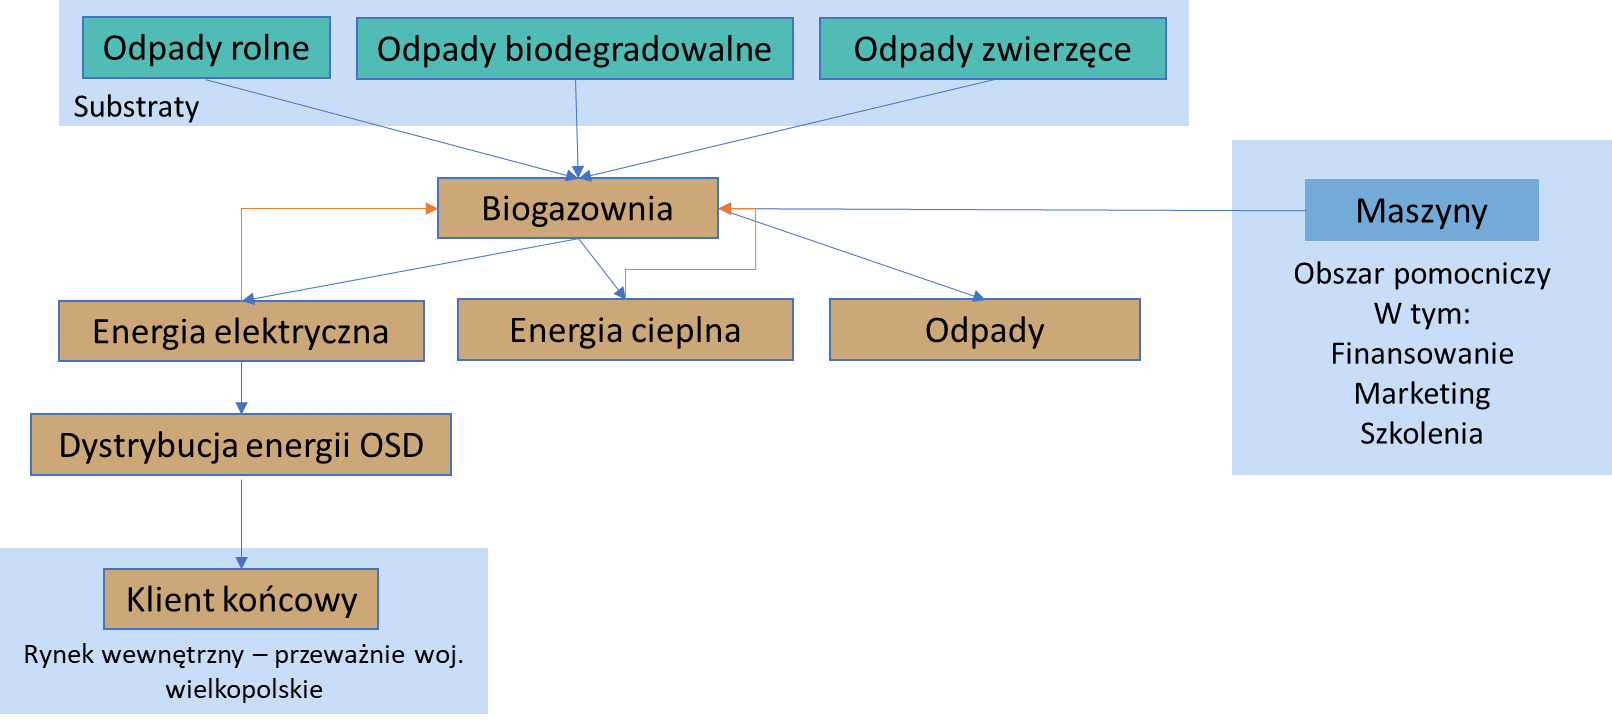 Odpady rolne
Odpady biodegradowalne
Odpady zwierzęce
Substraty
Biogazownia
Maszyny
Obszar pomocniczy
W tym:
Finansowanie
Marketing
Szkolenia
Energia elektryczna
Energia cieplna
Odpady
Dystrybucja energii OSD
Klient końcowy
Rynek wewnętrzny – przeważnie woj.
wielkopolskie